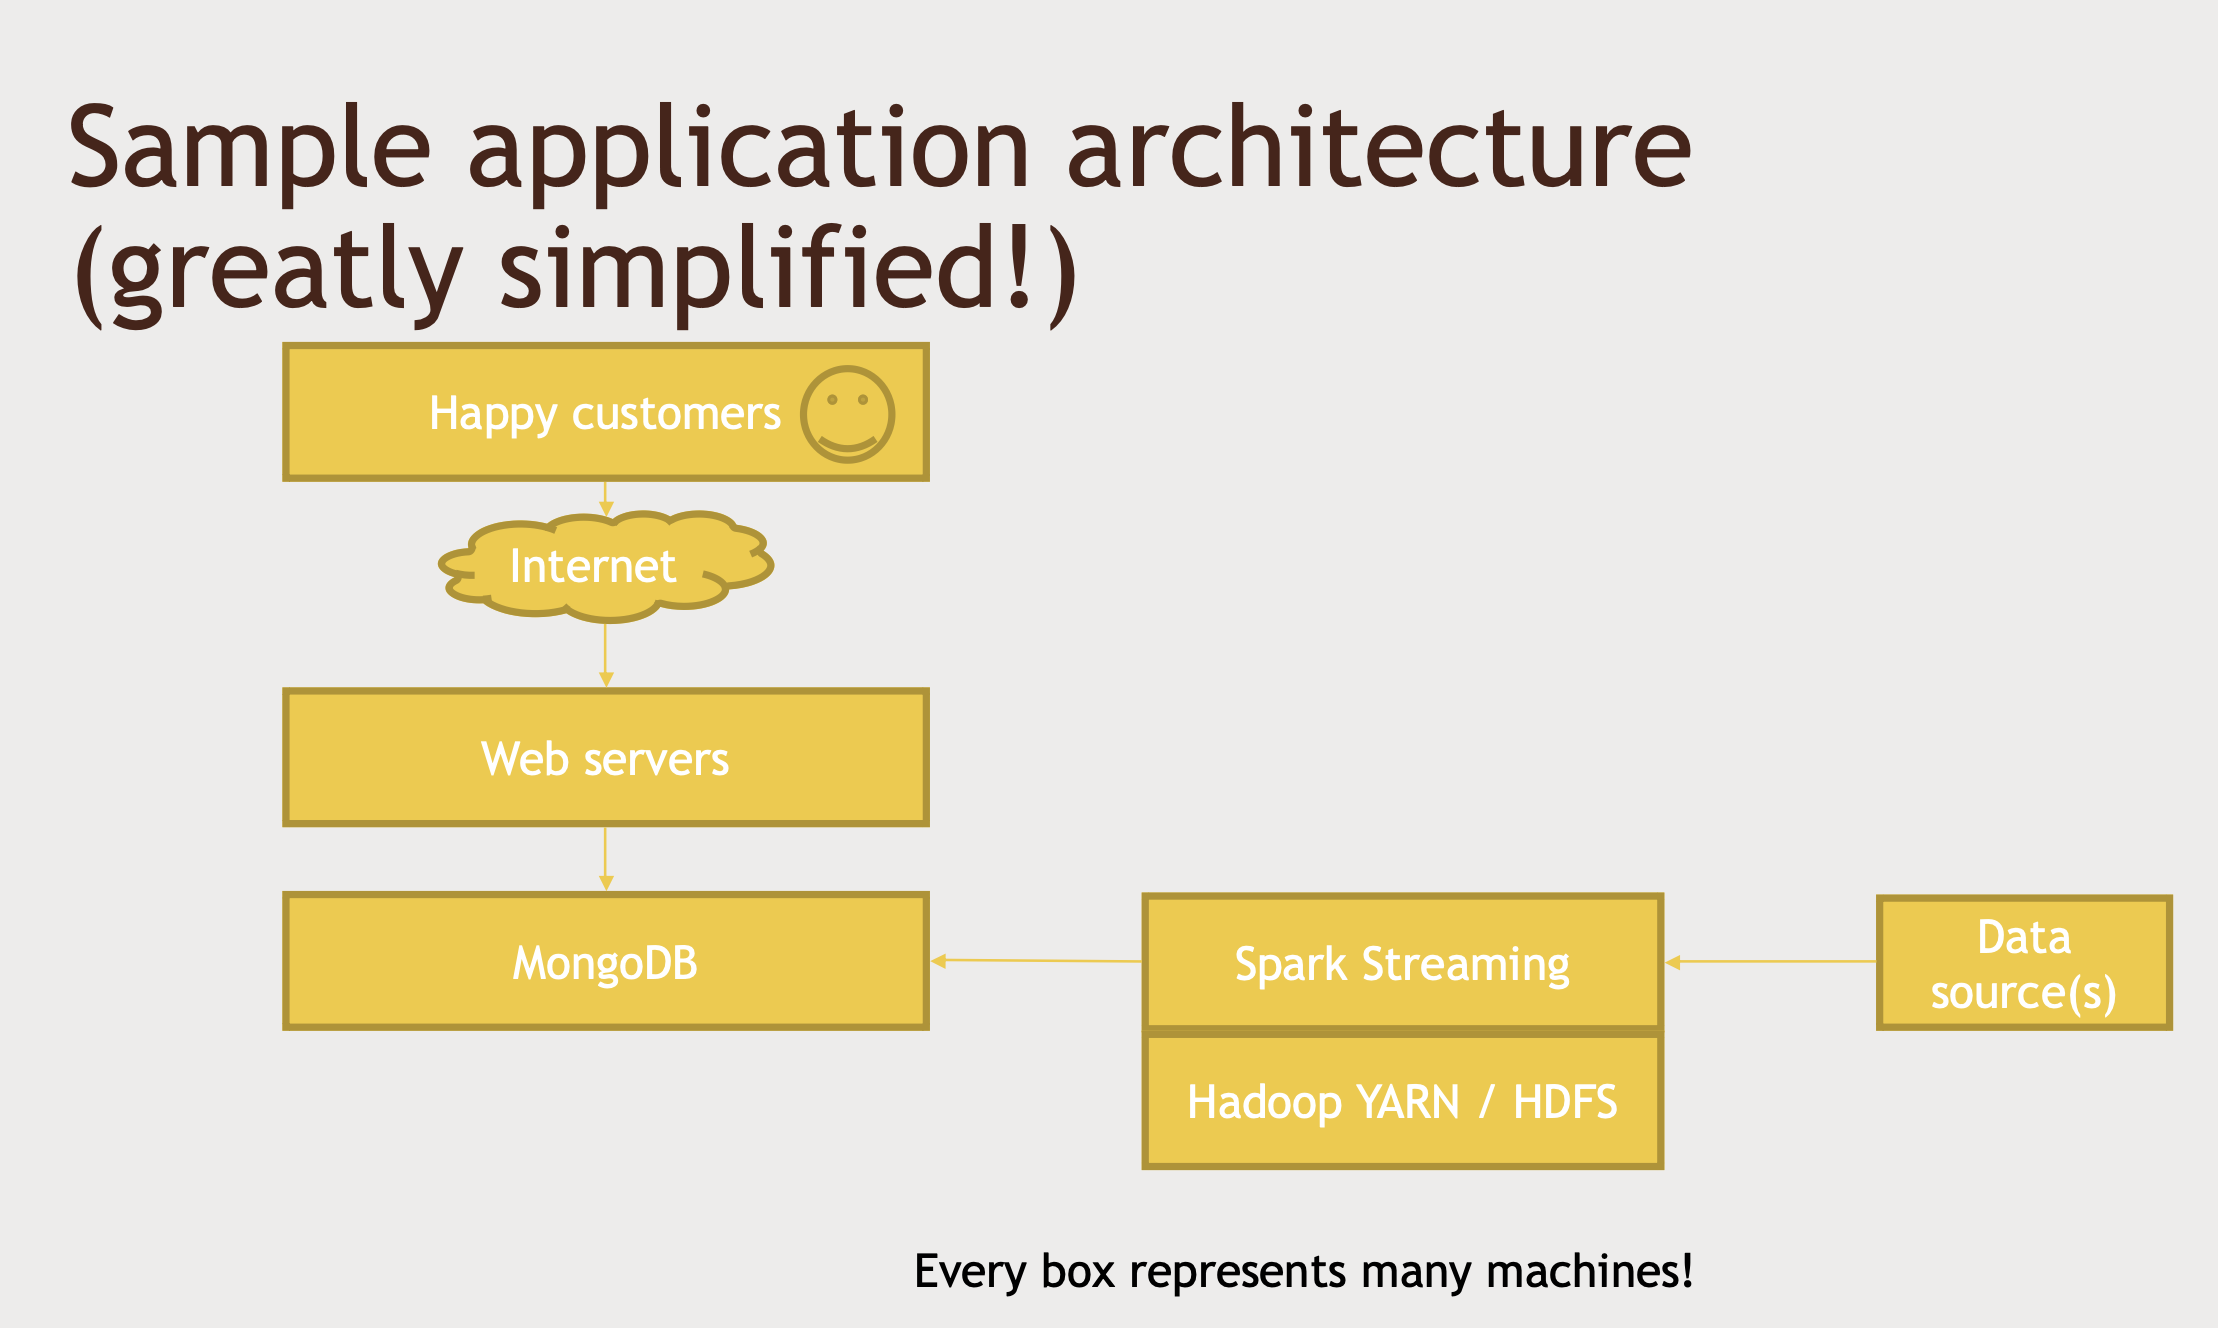 Sample application architecture
(greatly simplified!)
Happy customers
Internet
Web servers
MongoDB
Spark Streaming
Hadoop YARN / HDFS
Data
source(s)
Every box represents many machines!